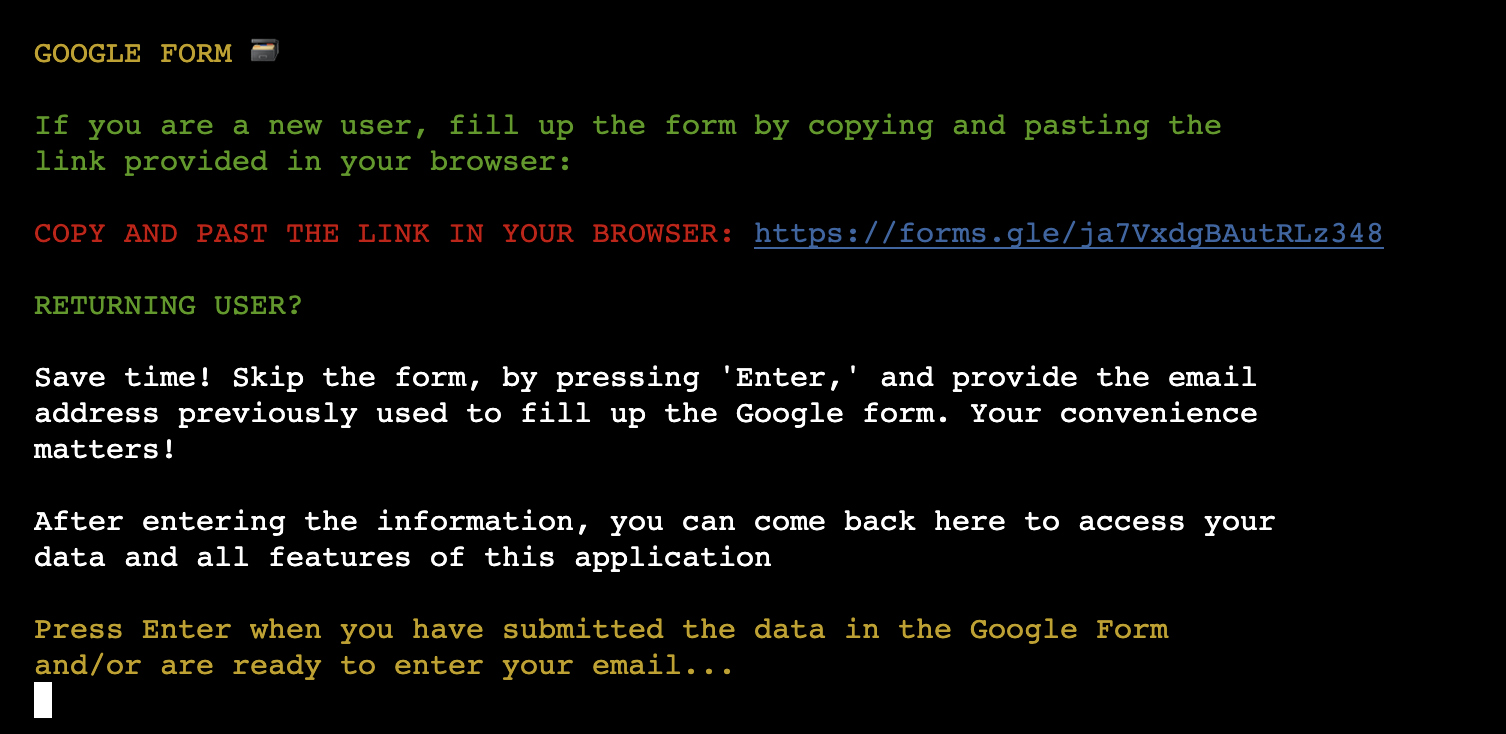 GOOGLE FORM
If you are a new user, fill up the form by copying and pasting the
link provided in your browser:
COPY AND PAST THE LINK IN YOUR BROWSER: https://forms.gle/ja7VxdgBAutRLz348
RETURNING USER?
Save time! Skip the form, by pressing 'Enter,' and provide the email
address previously used to fill up the Google form. Your convenience
matters!
After entering the information, you can come back here to access your
data and all features of this application
Press Enter when you have submitted the data in the Google Form
and/or are ready to enter your email...